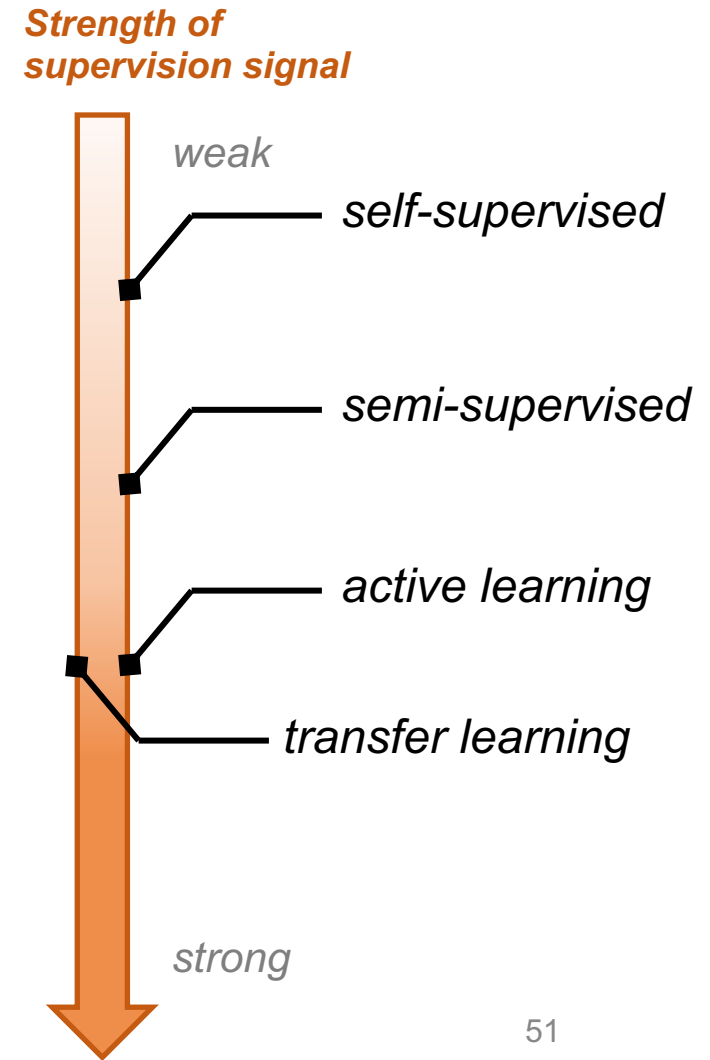 Strength of
supervision signal
weak
self-supervised
semi-supervised
active learning
transfer learning
strong
51